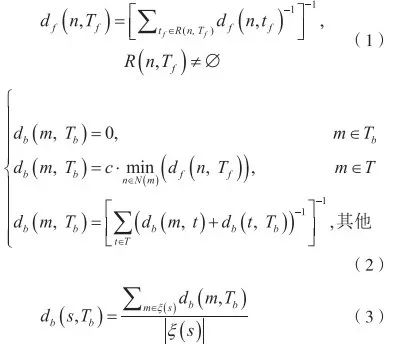 d_f(n,T_f)=[∑_{t_f∈R(n,T_f)} d_f(n,t_f)^{-1}]^{-1}, (1)
R(n,T_f)≠∅
d_b(m, T_b)=0, m∈T_b
d_b(m, T_b)=c·min_{n∈N(m)}(d_f(n, T_f)), m∈T
d_b(m, T_b)=[∑_{t∈T}(d_b(m, t)+d_b(t, T_b))^{-1}]^{-1},其他
(2)
d_b(s,T_b)=∑_{m∈ξ(s)}d_b(m,T_b)/|ξ(s)| (3)